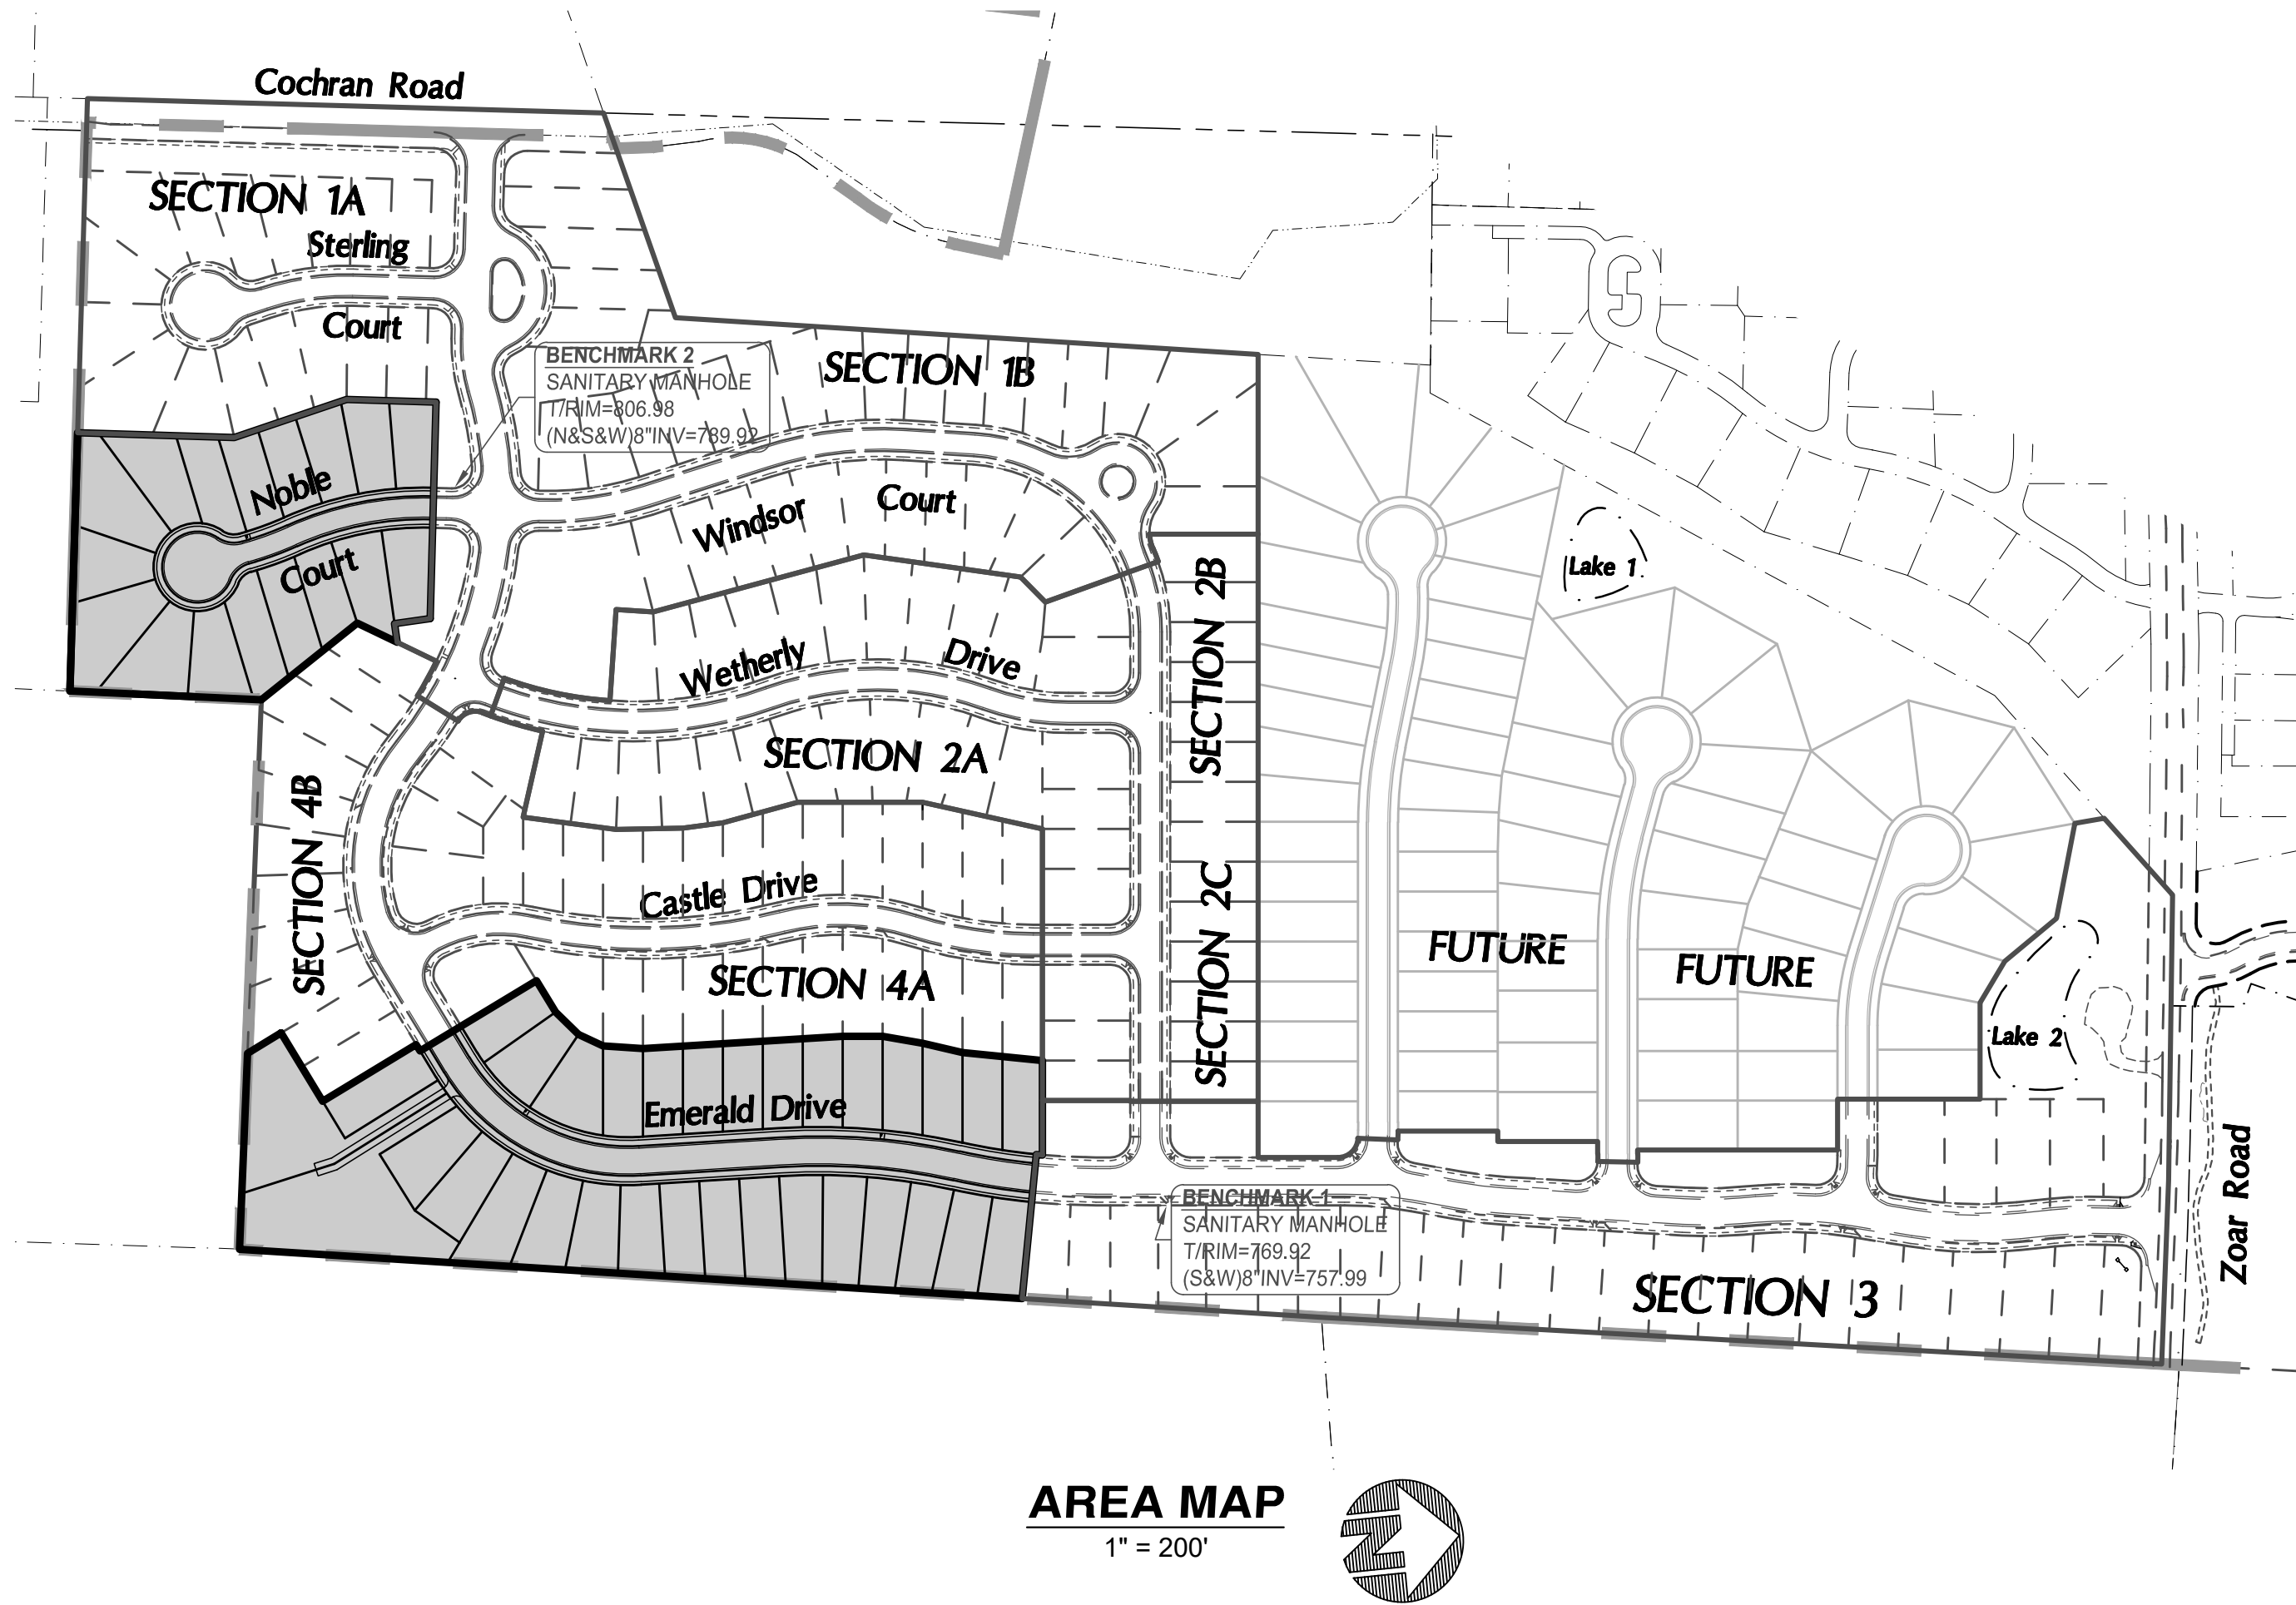 Cochran Road
SECTION 1A
Sterling
Court
BENCHMARK 2
SANITARY MANHOLE
T/RIM=806.98
(N&S&W)8"INV=789.92
SECTION 1B
Noble
Court
Windsor
Court
Lake 1
Wetherly
Drive
SECTION 2B
SECTION 2A
SECTION 4B
Castle Drive
SECTION 2C
FUTURE
FUTURE
SECTION 4A
Lake 2
Emerald Drive
Zoar Road
BENCHMARK 1
SANITARY MANHOLE
T/RIM=769.92
(S&W)8"INV=757.99
SECTION 3
AREA MAP
1" = 200'
N